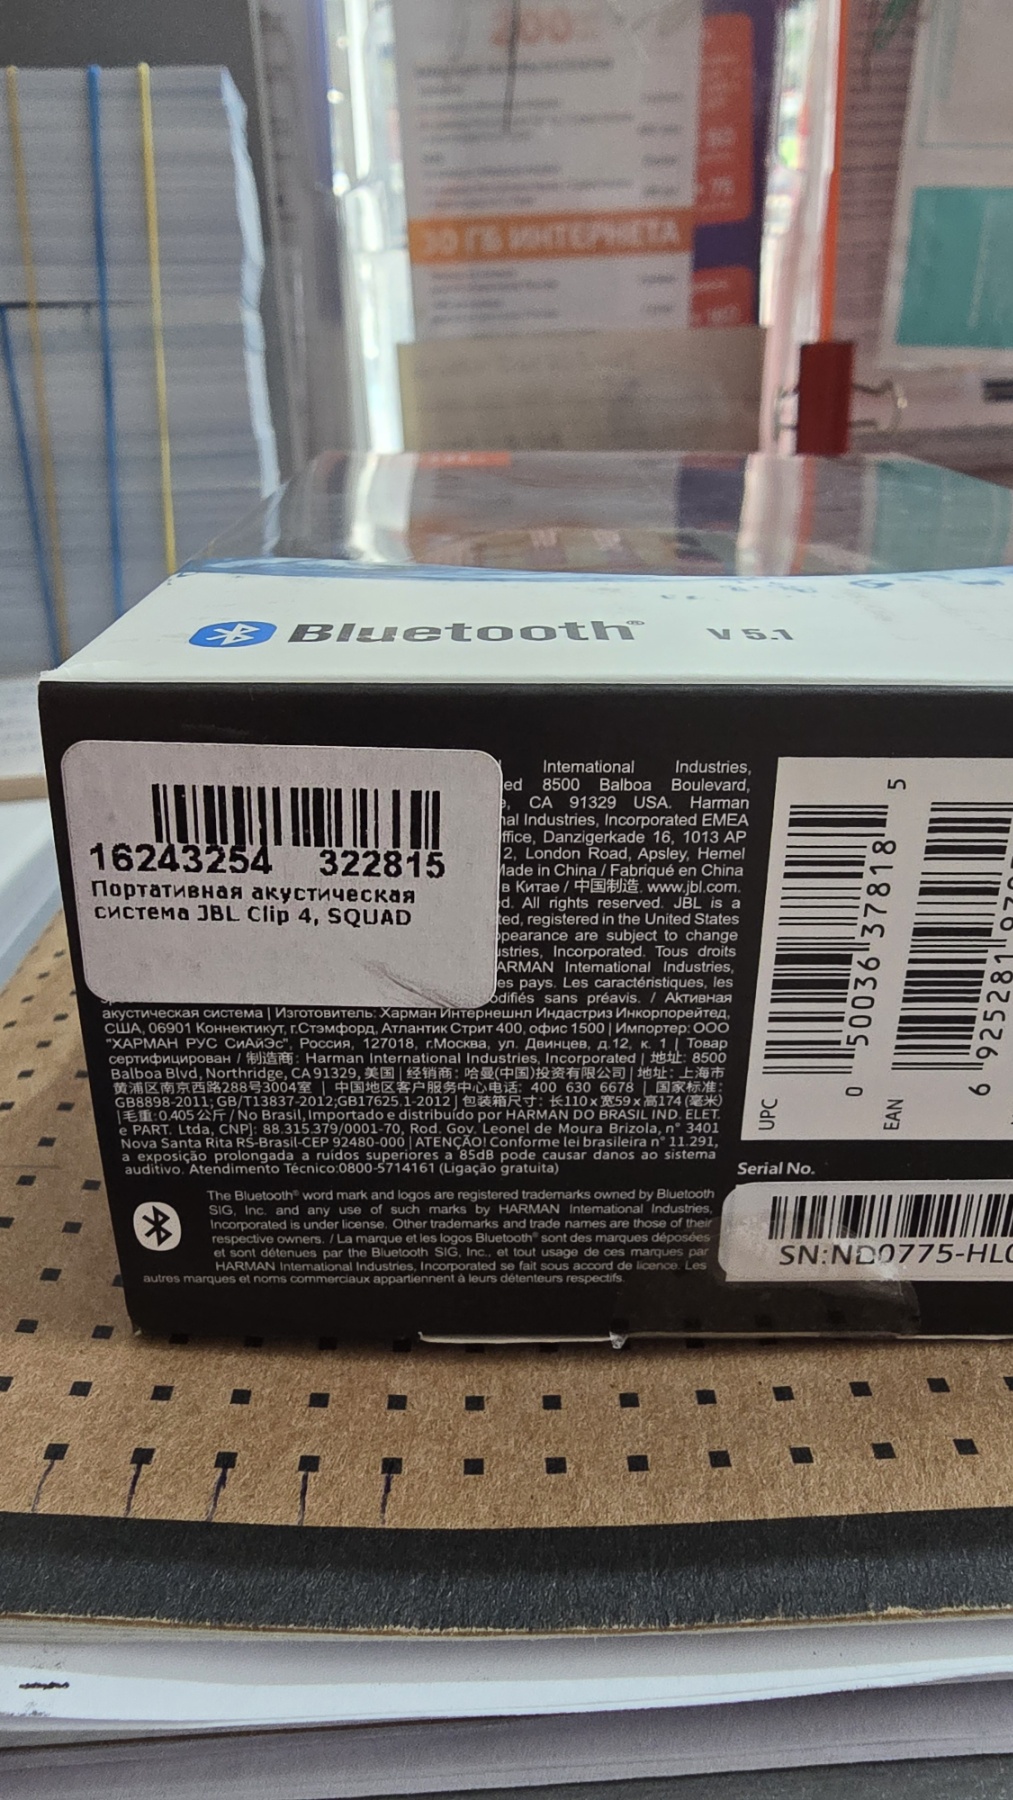 30 ГБ ИНТЕРНЕТА
Bluetooth® V 5.1
16243254 322815
Портативная акустическая
система JBL Clip 4, SQUAD
International Industries,
8500 Balboa Boulevard,
CA 91329 USA. Harman
Industries, Incorporated EMEA
Danzigerkade 16, 1013 AP
2, London Road, Apsley, Hemel
Made in China / Fabriqué en China
в Китае / 中国制造. www.jbl.com.
All rights reserved. JBL is a
registered in the United States
are subject to change
Incorporated. Tous droits
HARMAN International Industries,
pays. Les caractéristiques, les
sans préavis. / Активная
акустическая система | Изготовитель: Харман Интернешнл Индастриз Инкорпорейтед,
США, 06901 Коннектикут, г.Стэмфорд, Атлантик Стрит 400, офис 1500 | Импортер: ООО
"ХАРМАН РУС СиАйЭс", Россия, 127018, г.Москва, ул. Двинцев, д.12, к. 1 | Товар
сертифицирован / 制造商: Harman International Industries, Incorporated | 地址: 8500
Balboa Blvd, Northridge, CA 91329, 美国 | 经销商: 哈曼(中国)投资有限公司 | 地址: 上海市
黄浦区南京西路288号3004室 | 中国地区客户服务中心电话: 400 630 6678 | 国家标准:
GB8898-2011; GB/T13837-2012;GB17625.1-2012 | 包装箱尺寸: 长110 x 宽59 x 高174 (毫米)
|毛重: 0.405 公斤 / No Brasil, Importado e distribuído por HARMAN DO BRASIL IND. ELET.
e PART. Ltda, CNPJ: 88.315.379/0001-70, Rod. Gov. Leonel de Moura Brizola, n° 3401
Nova Santa Rita RS-Brasil-CEP 92480-000 | ATENÇÃO! Conforme lei brasileira n° 11.291,
a exposição prolongada a ruídos superiores a 85dB pode causar danos ao sistema
auditivo. Atendimento Técnico:0800-5714161 (Ligação gratuita)
The Bluetooth® word mark and logos are registered trademarks owned by Bluetooth
SIG, Inc. and any use of such marks by HARMAN International Industries,
Incorporated is under license. Other trademarks and trade names are those of their
respective owners. / La marque et les logos Bluetooth® sont des marques déposées
et sont détenues par the Bluetooth SIG, Inc., et tout usage de ces marques par
HARMAN International Industries, Incorporated se fait sous accord de licence. Les
autres marques et noms commerciaux appartiennent à leurs détenteurs respectifs.
UPC
0 50036 37818 5
EAN
6 925281
Serial No.
SN:ND0775-HL0